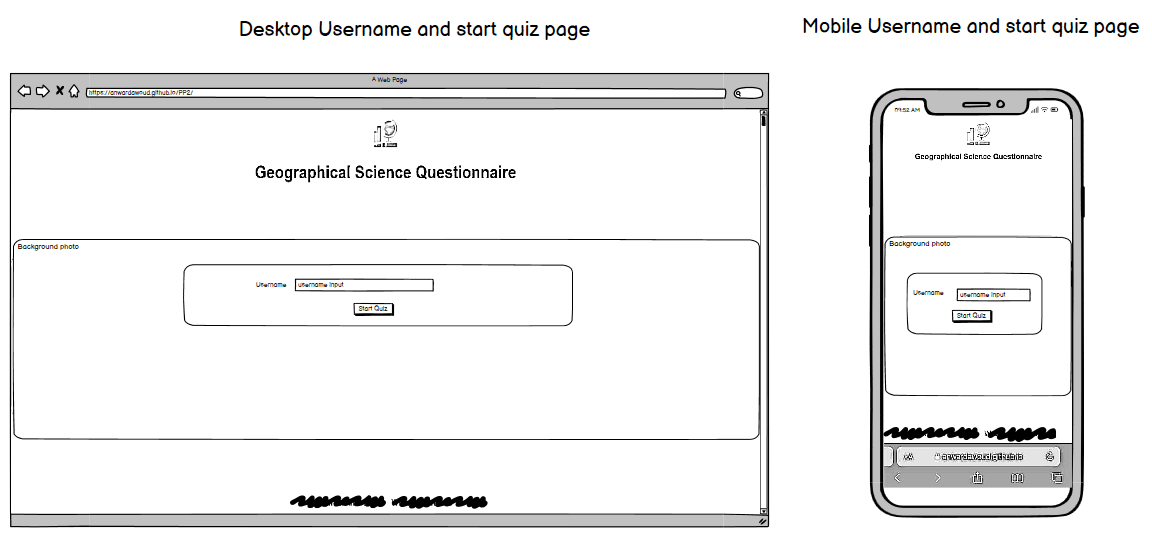 Desktop Username and start quiz page
A Web Page
https://anwardawoud.github.io/PP2/
Geographical Science Questionnaire
Background photo
Username
username input
Start Quiz
Mobile Username and start quiz page
09:52 AM
Geographical Science Questionnaire
Background photo
Username
username input
Start Quiz
AA
anwardawoud.github.io